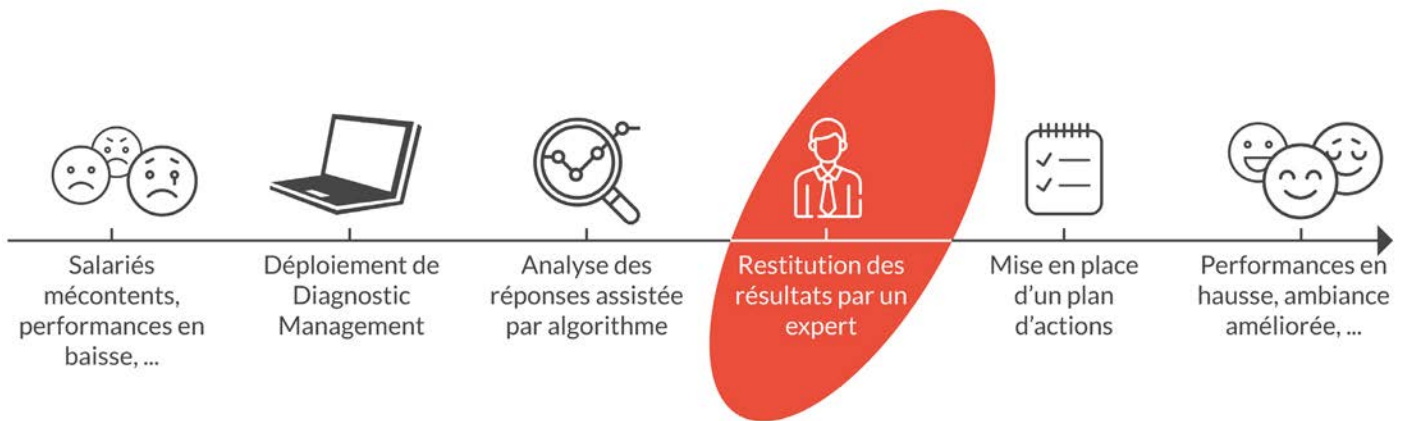 Salariés
mécontents,
performances en
baisse, ...
Déploiement de
Diagnostic
Management
Analyse des
réponses assistée
par algorithme
Restitution des
résultats par un
expert
Mise en place
d’un plan
d’actions
Performances en
hausse, ambiance
améliorée, ...